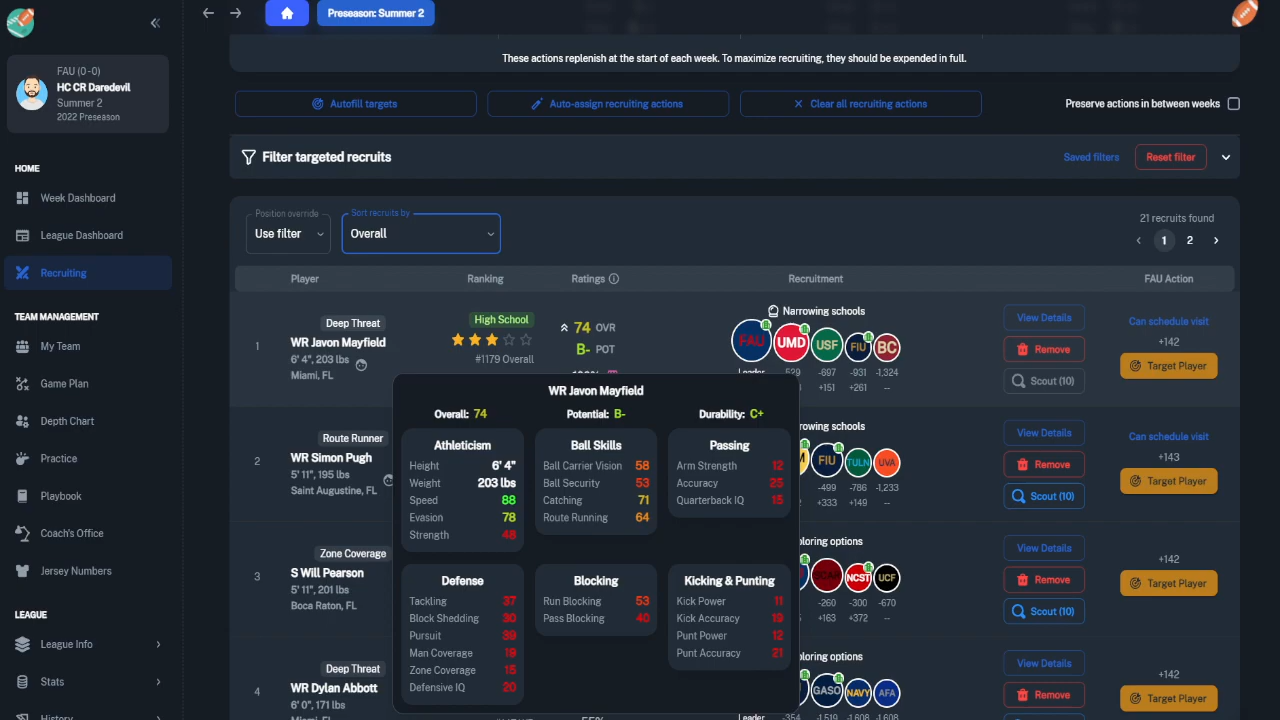 Preseason: Summer 2
FAU (0-0)
HC CR Daredevil
Summer 2
2022 Preseason
HOME
Week Dashboard
League Dashboard
Recruiting
TEAM MANAGEMENT
My Team
Game Plan
Depth Chart
Practice
Playbook
Coach's Office
Jersey Numbers
LEAGUE
League Info
Stats
History
These actions replenish at the start of each week. To maximize recruiting, they should be expended in full.
Autofill targets
Auto-assign recruiting actions
Clear all recruiting actions
Preserve actions in between weeks
Filter targeted recruits
Saved filters
Reset filter
Position override
Use filter
Sort recruits by
Overall
21 recruits found
1 2
Player Ranking Ratings Recruitment FAU Action
1
Deep Threat
WR Javon Mayfield
6' 4", 203 lbs
Miami, FL
High School
#1179 Overall
74 OVR
B- POT
Narrowing schools
FAU UMD USF FIU BC
Leader -697 -931 -1,324
+151 +261 --
View Details
Remove
Scout (10)
Can schedule visit
+142
Target Player
2
Route Runner
WR Simon Pugh
5' 11", 195 lbs
Saint Augustine, FL
FIU TULN UVA
-499 -786 -1,233
+333 +149 --
View Details
Remove
Scout (10)
Can schedule visit
+143
Target Player
3
Zone Coverage
S Will Pearson
5' 11", 201 lbs
Boca Raton, FL
NCST UCF
-260 -300 -670
+163 +372 --
View Details
Remove
Scout (10)
+142
Target Player
4
Deep Threat
WR Dylan Abbott
6' 0", 171 lbs
GASO NAVY AFA
View Details
Remove
+142
Target Player
WR Javon Mayfield
Overall: 74 Potential: B- Durability: C+
Athleticism
Height 6' 4"
Weight 203 lbs
Speed 88
Evasion 78
Strength 48
Ball Skills
Ball Carrier Vision 58
Ball Security 53
Catching 71
Route Running 64
Passing
Arm Strength 12
Accuracy 25
Quarterback IQ 15
Defense
Tackling 37
Block Shedding 30
Pursuit 39
Man Coverage 19
Zone Coverage 15
Defensive IQ 20
Blocking
Run Blocking 53
Pass Blocking 40
Kicking & Punting
Kick Power 11
Kick Accuracy 19
Punt Power 12
Punt Accuracy 21